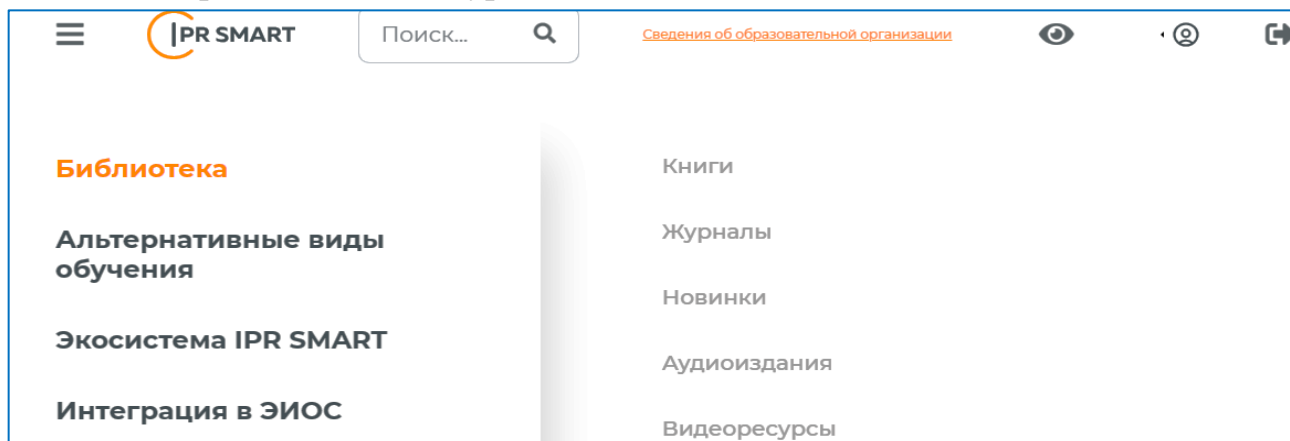 IPR SMART
Поиск...
Сведения об образовательной организации
Библиотека
Альтернативные виды
обучения
Экосистема IPR SMART
Интеграция в ЭИОС
Книги
Журналы
Новинки
Аудиоиздания
Видеоресурсы